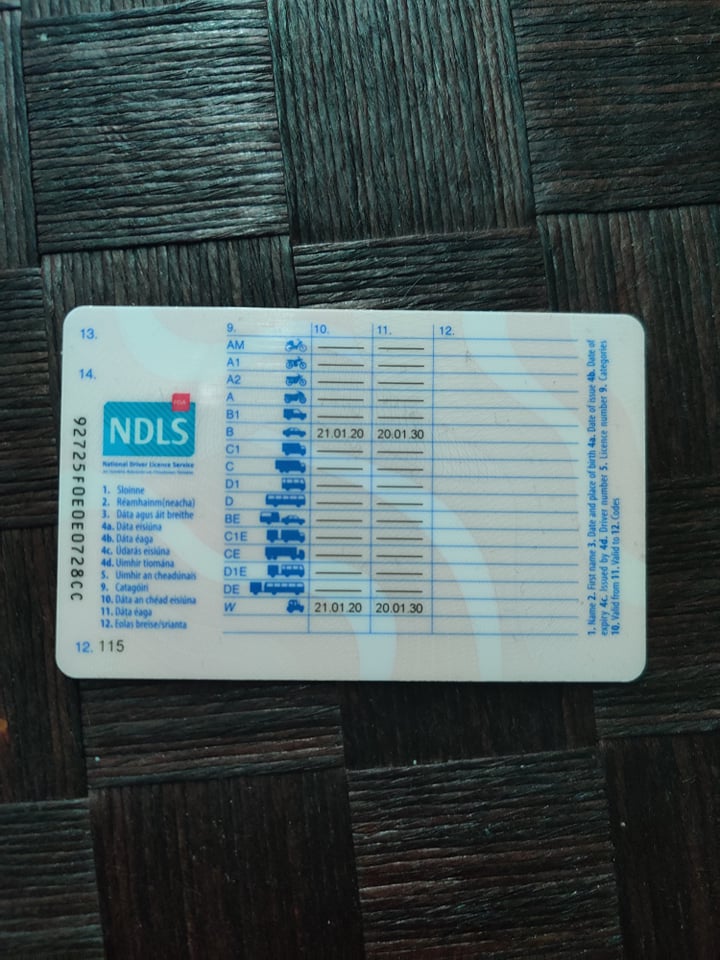 13.
14.
RSA
NDLS
National Driver Licence Service
1. Sloinne
2. Réamhainm(neacha)
3. Dáta agus áit breithe
4a. Dáta eisiúna
4b. Dáta éaga
4c. Údarás eisiúna
4d. Uimhir tiomána
5. Uimhir an cheadúnais
9. Catagóirí
10. Dáta an chéad eisiúna
11. Dáta éaga
12. Eolas breise/srianta
12. 115
92725F0E0E0728CC
9. 10. 11. 12.
AM
A1
A2
A
B1
B 21.01.20 20.01.30
C1
C
D1
D
BE
C1E
CE
D1E
DE
W 21.01.20 20.01.30
1. Name 2. First name 3. Date and place of birth 4a. Date of issue 4b. Date of
expiry 4c. Issued by 4d. Driver number 5. Licence number 9. Categories
10. Valid from 11. Valid to 12. Codes